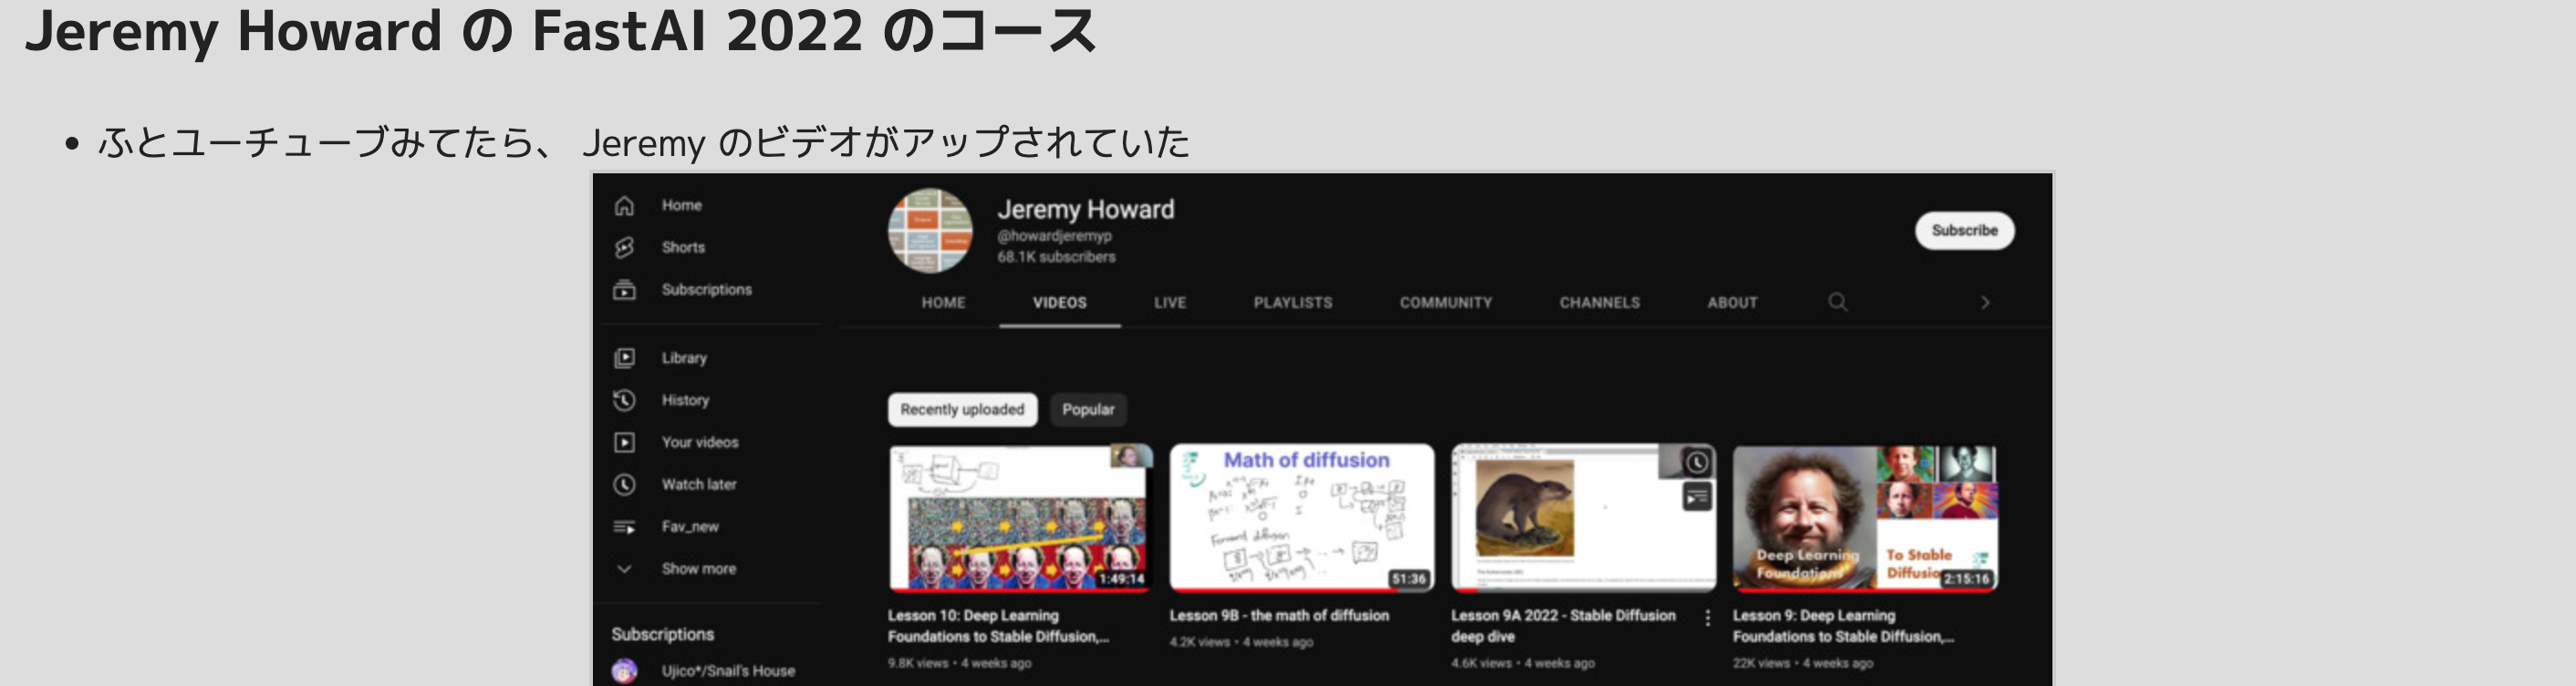 Jeremy Howard の FastAI 2022 のコース
• ふとユーチューブみてたら、 Jeremy のビデオがアップされていた
Home
Shorts
Subscriptions
Library
History
Your videos
Watch later
Fav_new
Show more
Subscriptions
Ujico*/Snail's House
Jeremy Howard
@howardjeremyp
68.1K subscribers
Subscribe
HOME VIDEOS LIVE PLAYLISTS COMMUNITY CHANNELS ABOUT
Recently uploaded Popular
1:49:14
Lesson 10: Deep Learning
Foundations to Stable Diffusion,...
9.8K views • 4 weeks ago
Math of diffusion
Forward diffusion
51:36
Lesson 9B - the math of diffusion
4.2K views • 4 weeks ago
Lesson 9A 2022 - Stable Diffusion
deep dive
4.6K views • 4 weeks ago
Deep Learning
Foundations
To Stable
Diffusio
2:15:16
Lesson 9: Deep Learning
Foundations to Stable Diffusion,...
22K views • 4 weeks ago